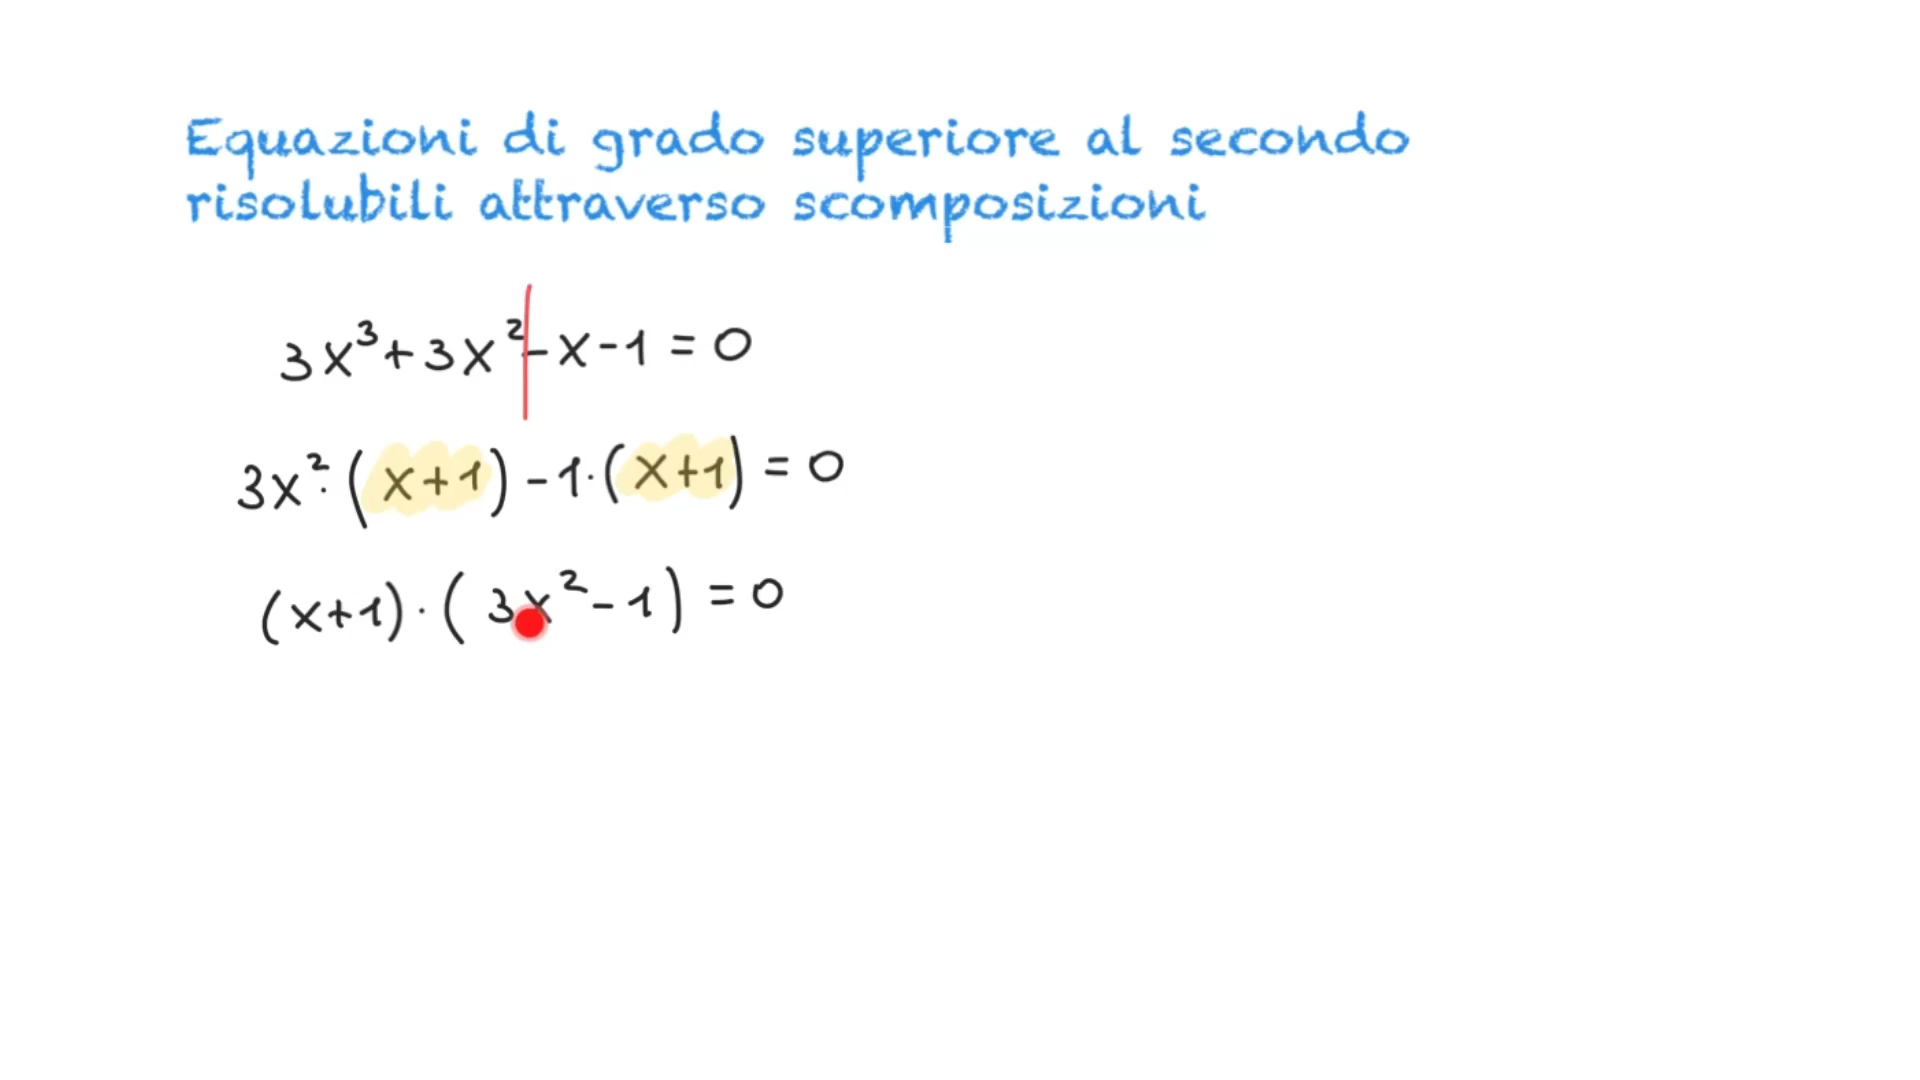 Equazioni di grado superiore al secondo
risolubili attraverso scomposizioni
3x³+3x²-x-1=0
3x²·(x+1)-1·(x+1)=0
(x+1)·(3x²-1)=0